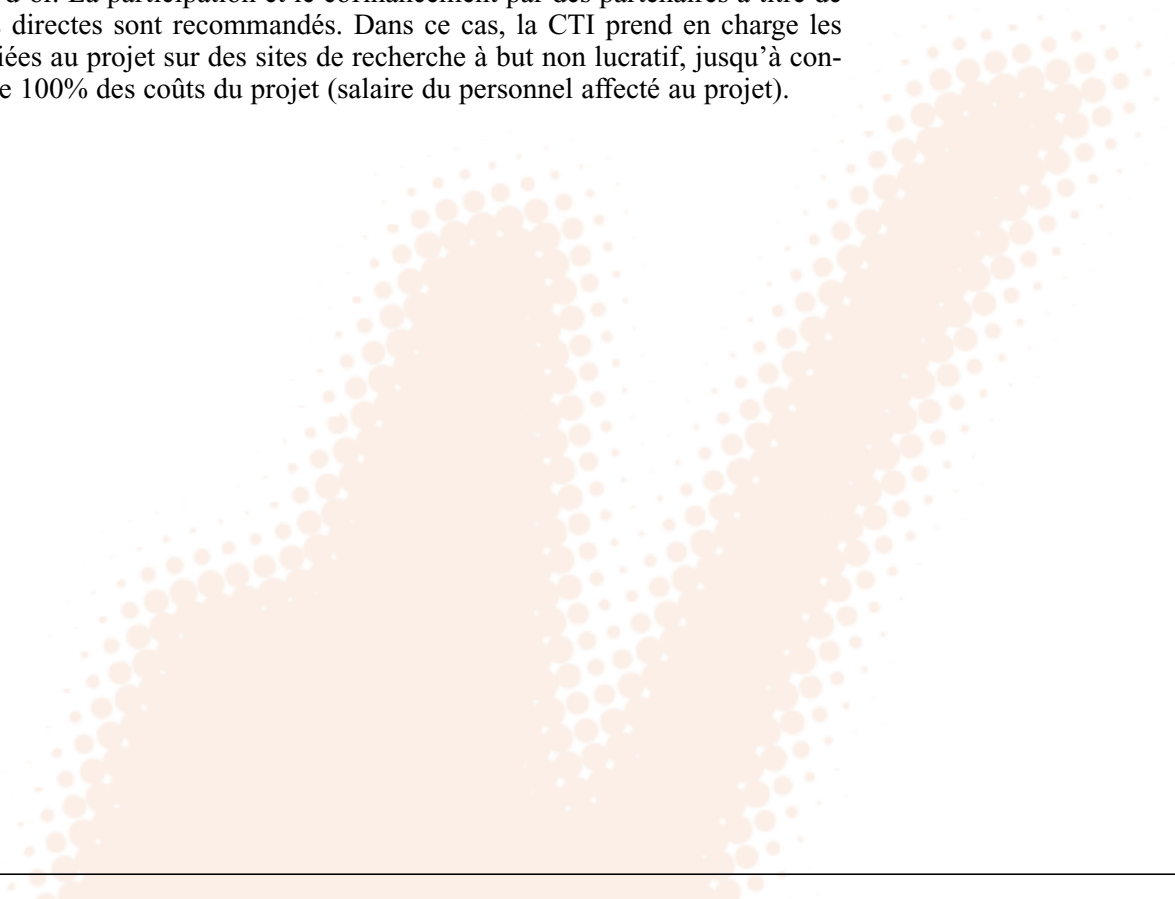 La participation et le cofinancement par des partenaires à titre de
directes sont recommandés. Dans ce cas, la CTI prend en charge les
au projet sur des sites de recherche à but non lucratif, jusqu’à con-
100% des coûts du projet (salaire du personnel affecté au projet).